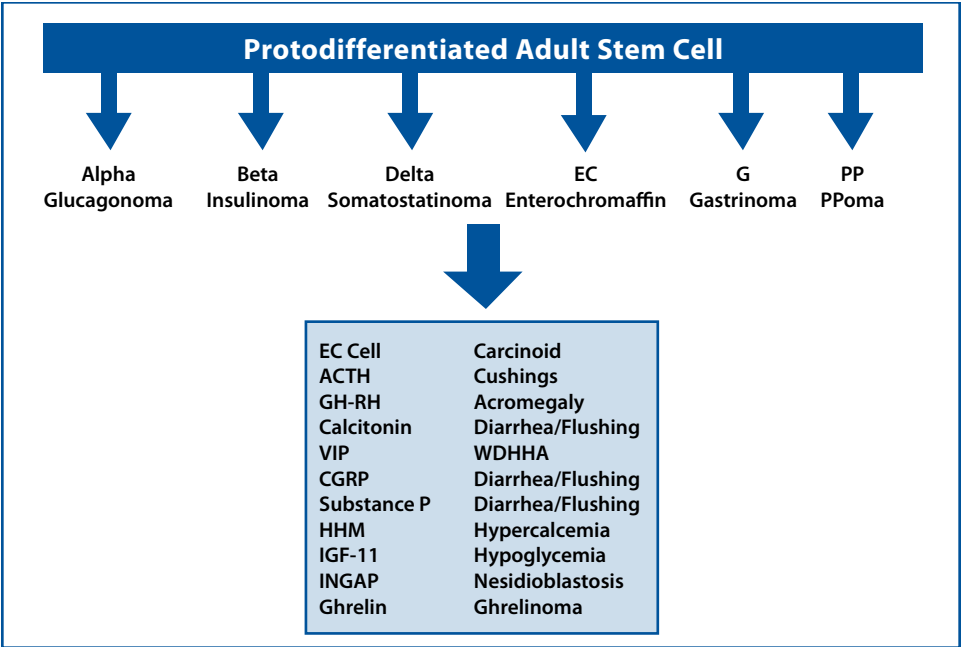 Protodifferentiated Adult Stem Cell
Alpha Beta Delta EC G PP
Glucagonoma Insulinoma Somatostatinoma Enterochromaffin Gastrinoma PPoma
EC Cell Carcinoid
ACTH Cushings
GH-RH Acromegaly
Calcitonin Diarrhea/Flushing
VIP WDHHA
CGRP Diarrhea/Flushing
Substance P Diarrhea/Flushing
HHM Hypercalcemia
IGF-11 Hypoglycemia
INGAP Nesidioblastosis
Ghrelin Ghrelinoma